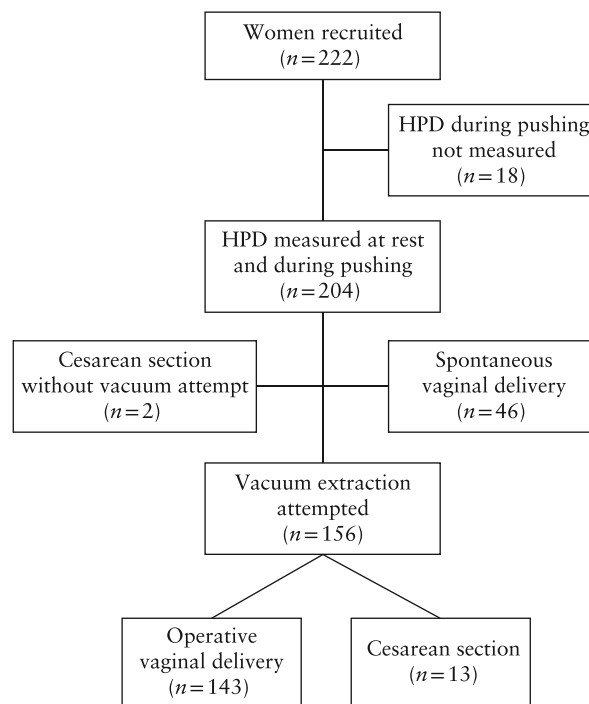 Women recruited
(n=222)
HPD during pushing
not measured
(n=18)
HPD measured at rest
and during pushing
(n=204)
Cesarean section
without vacuum attempt
(n=2)
Spontaneous
vaginal delivery
(n=46)
Vacuum extraction
attempted
(n=156)
Operative
vaginal delivery
(n=143)
Cesarean section
(n=13)